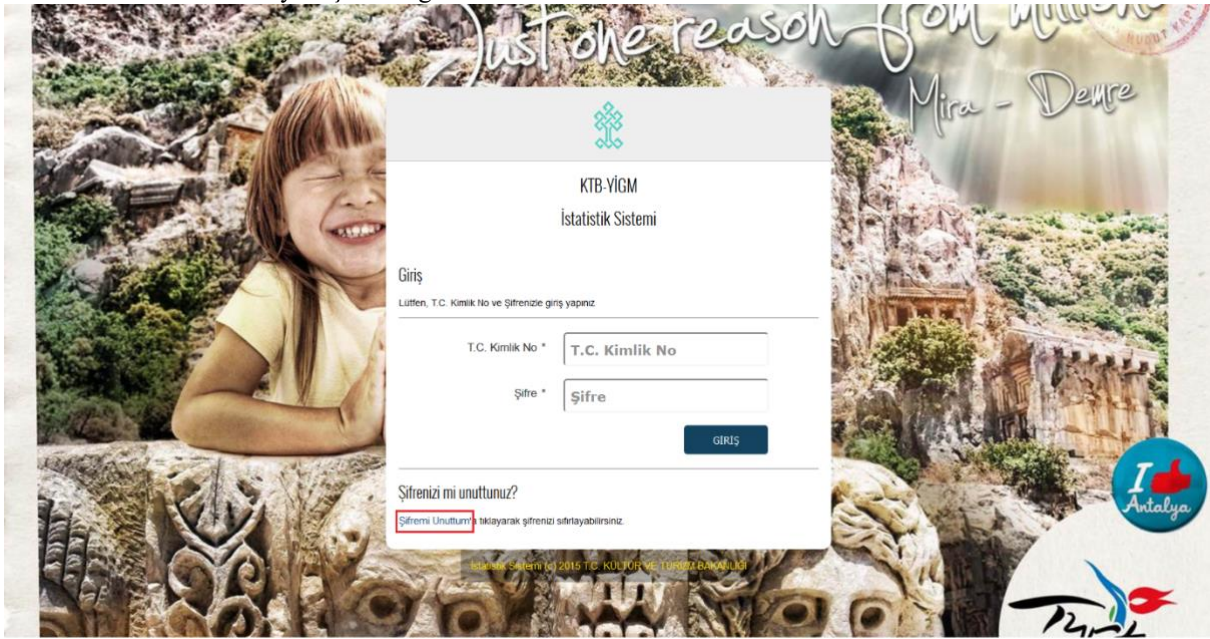 Just one reason from
Mira - Demre
HUDUT KAPI
KTB-YİGM
İstatistik Sistemi
Giriş
Lütfen, T.C. Kimlik No ve Şifrenizle giriş yapınız
T.C. Kimlik No *
T.C. Kimlik No
Şifre *
Şifre
GİRİŞ
Şifrenizi mi unuttunuz?
Şifremi Unuttum'a tıklayarak şifrenizi sıfırlayabilirsiniz.
İstatistik Sistemi (c) 2015 T.C. KÜLTÜR VE TURİZM BAKANLIĞI
I
Antalya